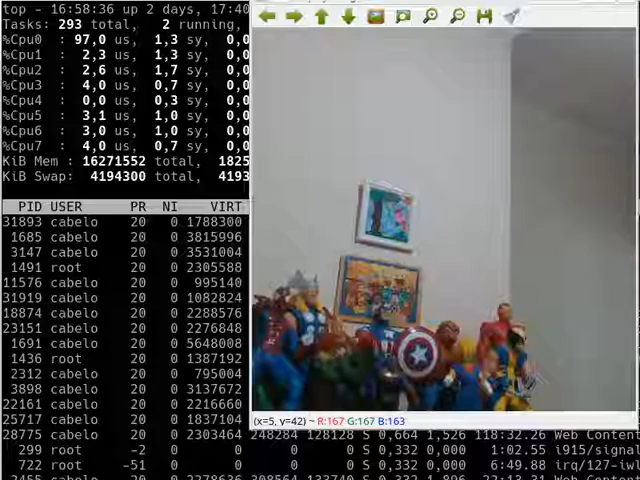 top - 16:58:36 up 2 days, 17:40
Tasks: 293 total,   2 running,
%Cpu0  : 97,0 us,  1,3 sy,  0,0
%Cpu1  :  2,3 us,  1,3 sy,  0,0
%Cpu2  :  2,6 us,  1,7 sy,  0,0
%Cpu3  :  4,0 us,  0,7 sy,  0,0
%Cpu4  :  0,0 us,  0,3 sy,  0,0
%Cpu5  :  3,1 us,  1,0 sy,  0,0
%Cpu6  :  3,0 us,  1,0 sy,  0,0
%Cpu7  :  4,0 us,  0,7 sy,  0,0
KiB Mem : 16271552 total,  1825
KiB Swap:  4194300 total,  4193
PID USER PR NI VIRT
31893 cabelo 20 0 1788300
1685 cabelo 20 0 3815996
3147 cabelo 20 0 3531004
1491 root 20 0 2305588
11576 cabelo 20 0 995140
31919 cabelo 20 0 1082824
18874 cabelo 20 0 2288576
23151 cabelo 20 0 2276848
1691 cabelo 20 0 5648008
1436 root 20 0 1387192
2312 cabelo 20 0 795004
3898 cabelo 20 0 3137672
22161 cabelo 20 0 2216660
25717 cabelo 20 0 1837104
(x=5, y=42) ~ R:167 G:167 B:163
28775 cabelo 20 0 2303464 248284 128128 S 0,664 1,526 118:32.26 Web Content
299 root -2 0 0 0 0 S 0,332 0,000 1:02.55 i915/signal
722 root -51 0 0 0 0 S 0,332 0,000 6:49.88 irq/127-iwl